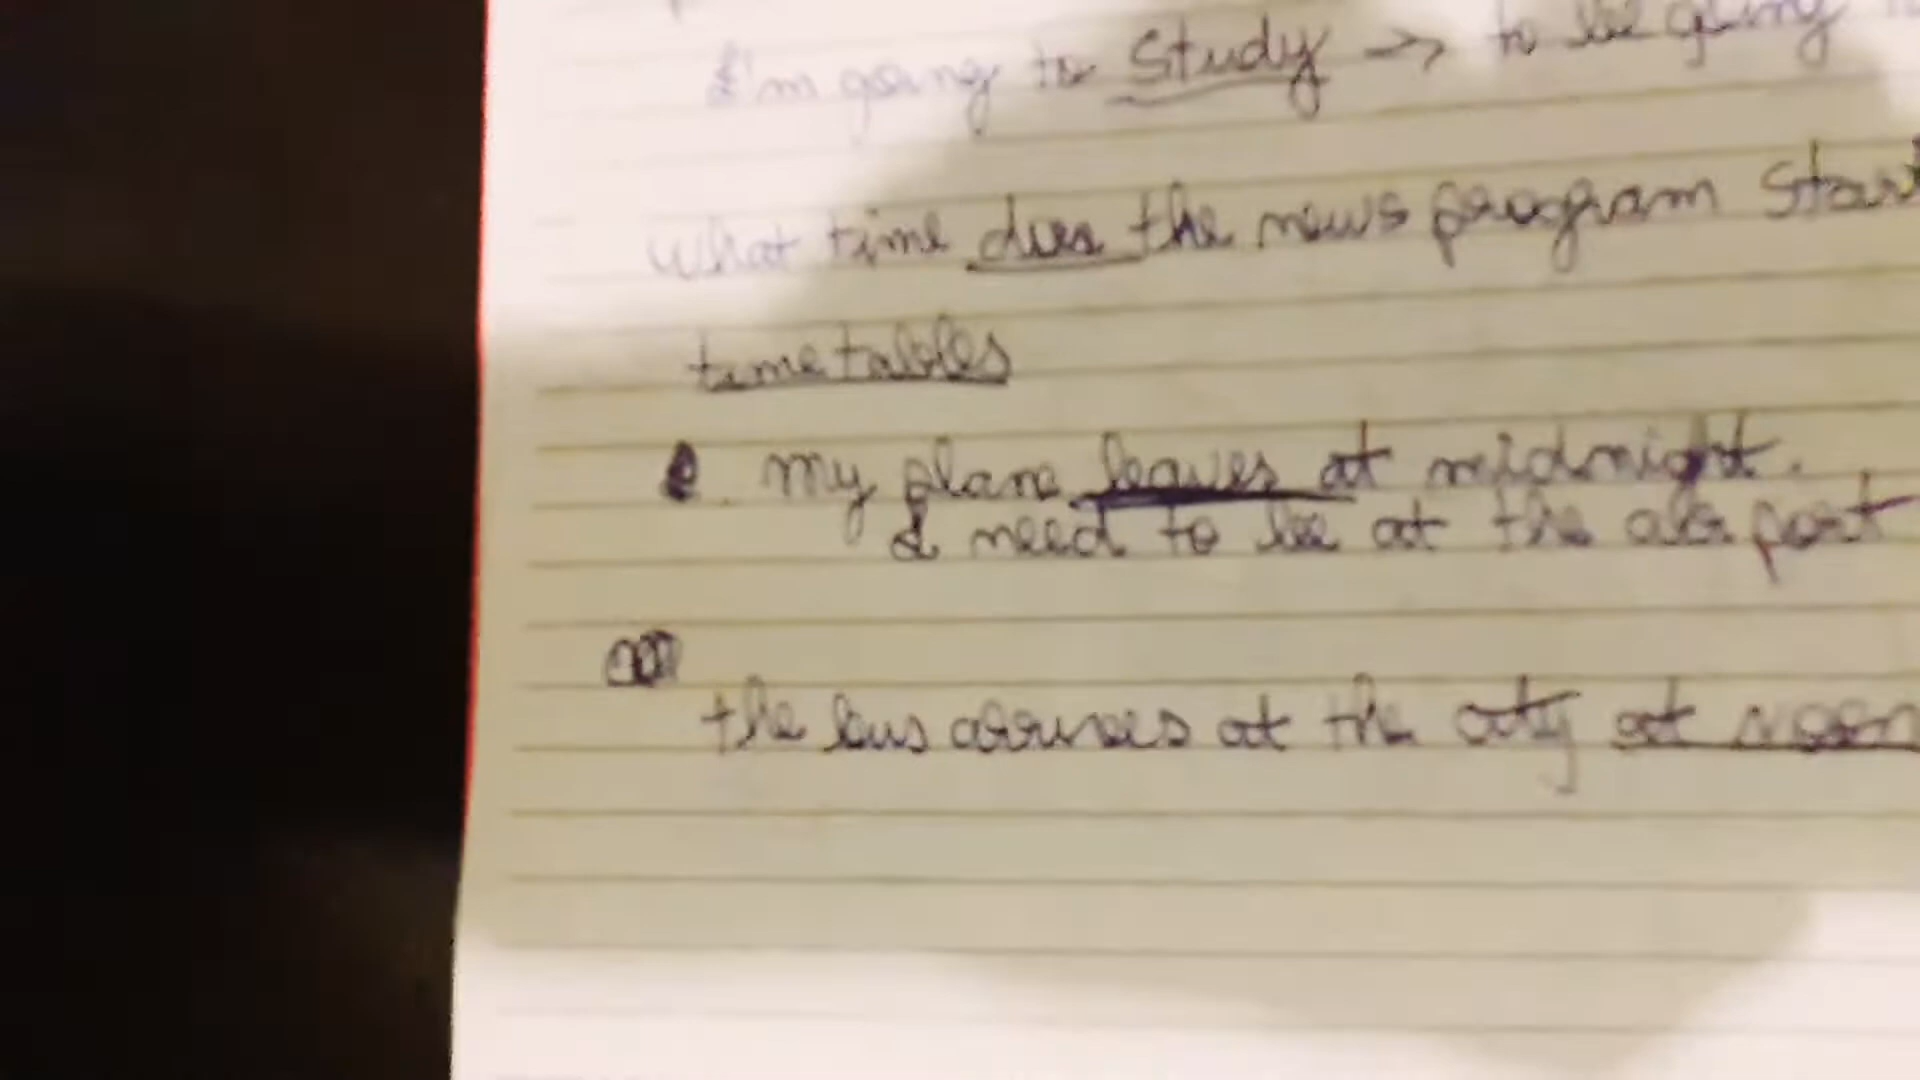 I'm going to Study → to be going
What time does the news program Start
timetables
my plane leaves at midnight.
I need to be at the airport
the bus arrives at the city at noon